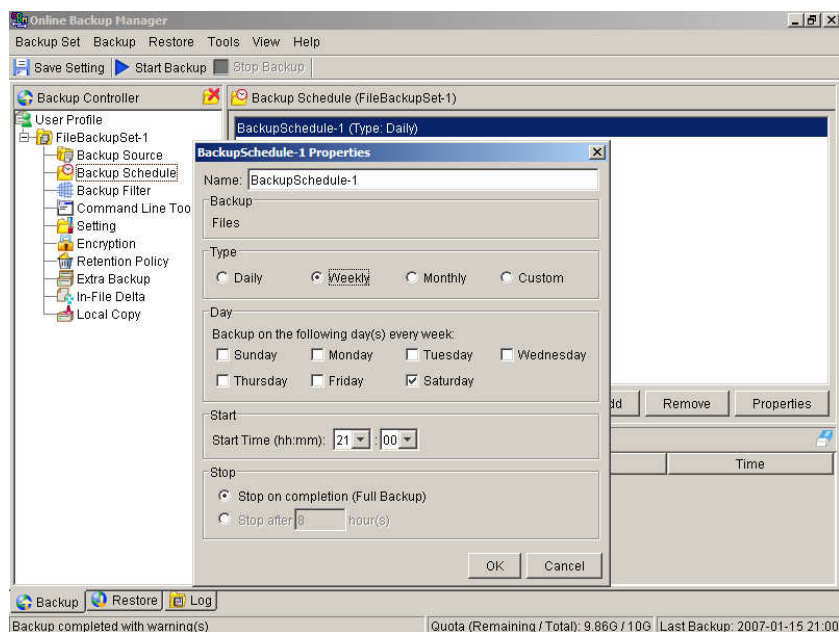 Online Backup Manager
Backup Set Backup Restore Tools View Help
Save Setting Start Backup Stop Backup
Backup Controller
Backup Schedule (FileBackupSet-1)
User Profile
FileBackupSet-1
Backup Source
Backup Schedule
Backup Filter
Command Line Too
Setting
Encryption
Retention Policy
Extra Backup
In-File Delta
Local Copy
BackupSchedule-1 (Type: Daily)
BackupSchedule-1 Properties
Name: BackupSchedule-1
Backup
Files
Type
Daily Weekly Monthly Custom
Day
Backup on the following day(s) every week:
Sunday Monday Tuesday Wednesday
Thursday Friday Saturday
Start
Start Time (hh:mm): 21 : 00
Stop
Stop on completion (Full Backup)
Stop after 8 hour(s)
OK Cancel
dd Remove Properties
Time
Backup Restore Log
Backup completed with warning(s)
Quota (Remaining / Total): 9.86G / 10G
Last Backup: 2007-01-15 21:00